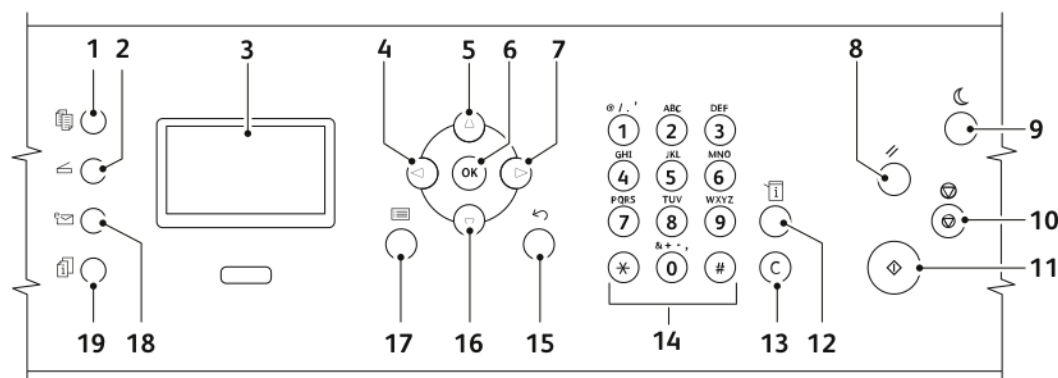 1 2 3 4 5 6 7 8 9
@ / . ' ABC DEF
1 2 3
OK
GHI JKL MNO
4 5 6
PQRS TUV WXYZ
7 8 9
10
& + - ,
* 0 # C
11
19 18 17 16 15 14 13 12